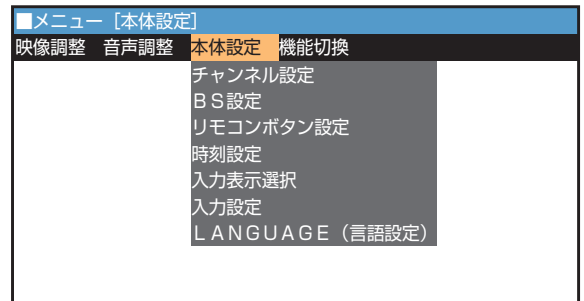 ■メニュー［本体設定］
映像調整　音声調整　本体設定　機能切換
チャンネル設定
ＢＳ設定
リモコンボタン設定
時刻設定
入力表示選択
入力設定
ＬＡＮＧＵＡＧＥ（言語設定）